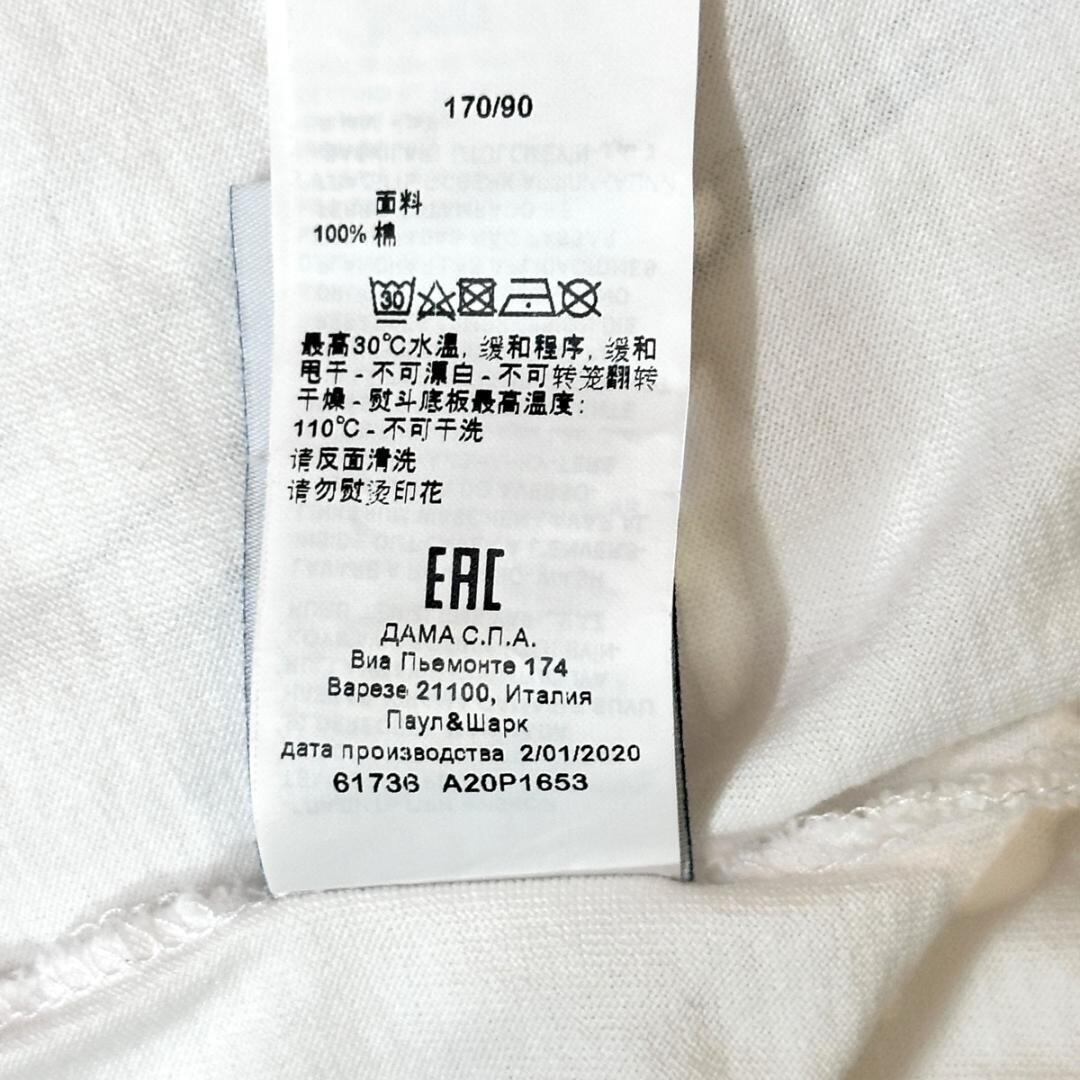 170/90
面料
100% 棉
30
最高30℃水温, 缓和程序, 缓和
甩干 - 不可漂白 - 不可转笼翻转
干燥 - 熨斗底板最高温度:
110℃ - 不可干洗
请反面清洗
请勿熨烫印花
EAC
ДАМА С.П.А.
Виа Пьемонте 174
Варезе 21100, Италия
Паул&Шарк
дата производства 2/01/2020
61736 A20P1653